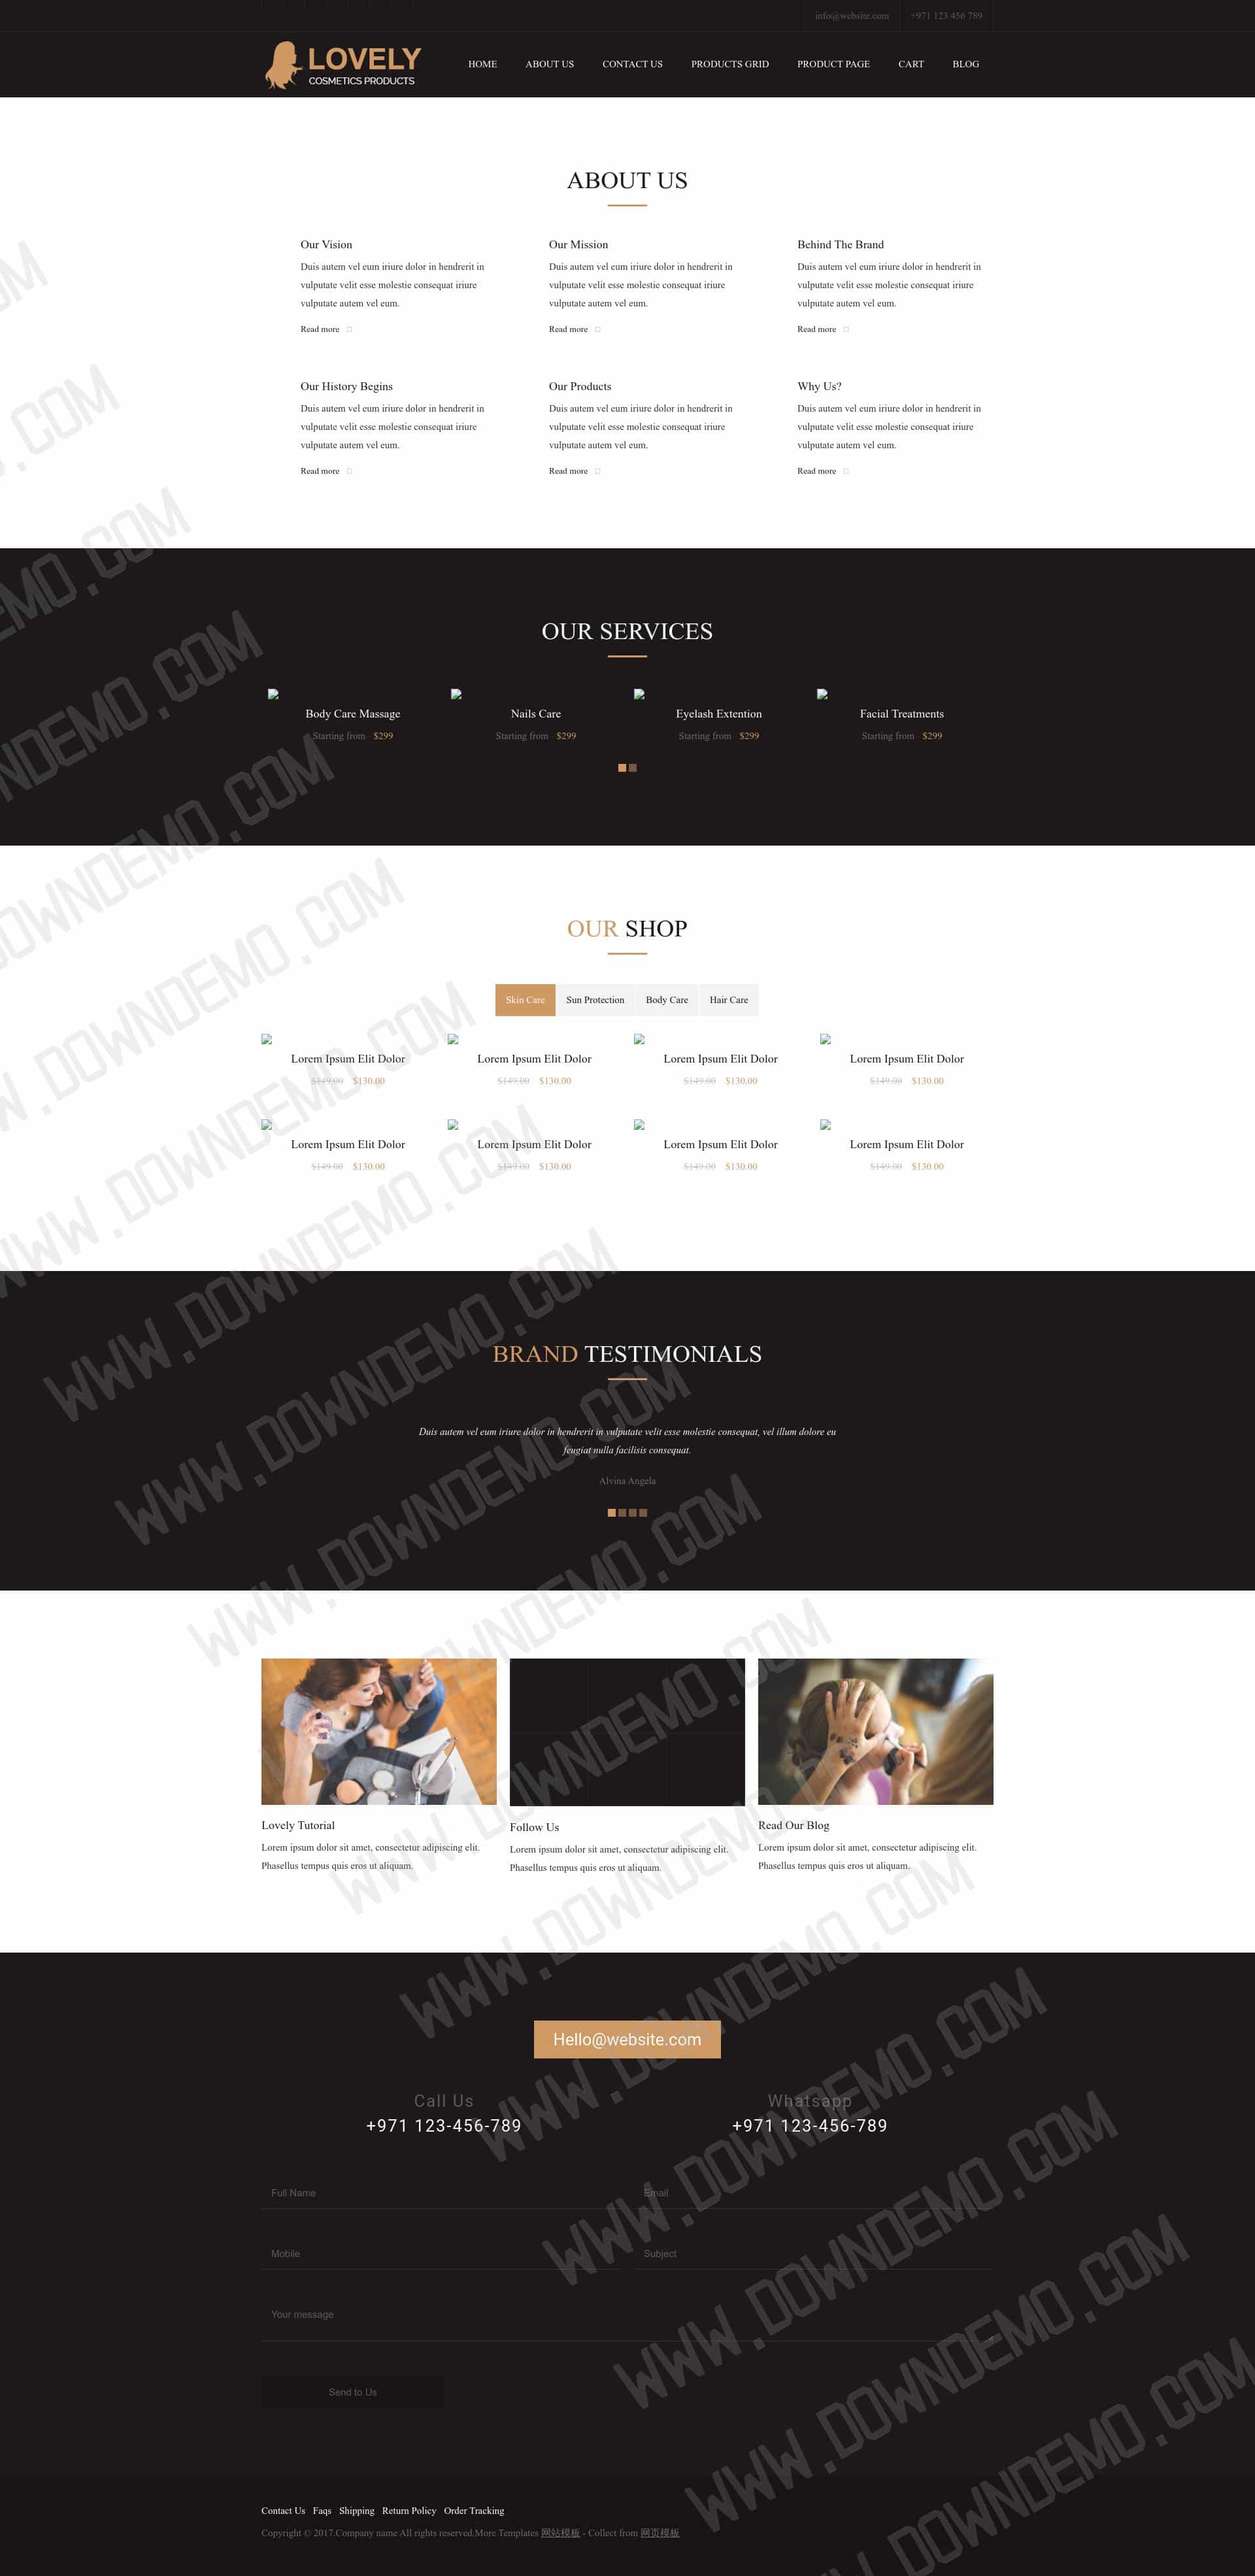 info@website.com +971 123 456 789
LOVELY
COSMETICS PRODUCTS
HOME ABOUT US CONTACT US PRODUCTS GRID PRODUCT PAGE CART BLOG
ABOUT US
Our Vision
Duis autem vel eum iriure dolor in hendrerit in
vulputate velit esse molestie consequat iriure
vulputate autem vel eum.
Read more
Our Mission
Duis autem vel eum iriure dolor in hendrerit in
vulputate velit esse molestie consequat iriure
vulputate autem vel eum.
Read more
Behind The Brand
Duis autem vel eum iriure dolor in hendrerit in
vulputate velit esse molestie consequat iriure
vulputate autem vel eum.
Read more
Our History Begins
Duis autem vel eum iriure dolor in hendrerit in
vulputate velit esse molestie consequat iriure
vulputate autem vel eum.
Read more
Our Products
Duis autem vel eum iriure dolor in hendrerit in
vulputate velit esse molestie consequat iriure
vulputate autem vel eum.
Read more
Why Us?
Duis autem vel eum iriure dolor in hendrerit in
vulputate velit esse molestie consequat iriure
vulputate autem vel eum.
Read more
OUR SERVICES
Body Care Massage
Starting from $299
Nails Care
Starting from $299
Eyelash Extention
Starting from $299
Facial Treatments
Starting from $299
OUR SHOP
Skin Care Sun Protection Body Care Hair Care
Lorem Ipsum Elit Dolor
$149.00 $130.00
Lorem Ipsum Elit Dolor
$149.00 $130.00
Lorem Ipsum Elit Dolor
$149.00 $130.00
Lorem Ipsum Elit Dolor
$149.00 $130.00
Lorem Ipsum Elit Dolor
$149.00 $130.00
Lorem Ipsum Elit Dolor
$149.00 $130.00
Lorem Ipsum Elit Dolor
$149.00 $130.00
Lorem Ipsum Elit Dolor
$149.00 $130.00
BRAND TESTIMONIALS
Duis autem vel eum iriure dolor in hendrerit in vulputate velit esse molestie consequat, vel illum dolore eu
feugiat nulla facilisis consequat.
Alvina Angela
Lovely Tutorial
Lorem ipsum dolor sit amet, consectetur adipiscing elit.
Phasellus tempus quis eros ut aliquam.
Follow Us
Lorem ipsum dolor sit amet, consectetur adipiscing elit.
Phasellus tempus quis eros ut aliquam.
Read Our Blog
Lorem ipsum dolor sit amet, consectetur adipiscing elit.
Phasellus tempus quis eros ut aliquam.
Hello@website.com
Call Us
+971 123-456-789
Whatsapp
+971 123-456-789
Full Name
Email
Mobile
Subject
Your message
Send to Us
Contact Us Faqs Shipping Return Policy Order Tracking
Copyright © 2017.Company name All rights reserved.More Templates 网站模板 - Collect from 网页模板
WWW.DOWNDEMO.COM